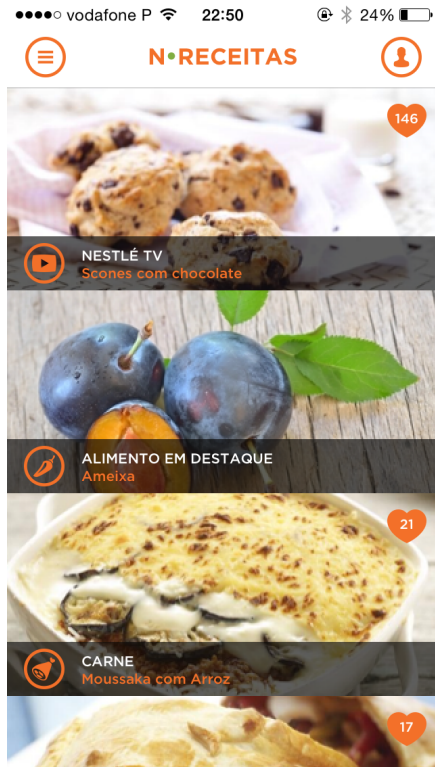 vodafone P 22:50 24%
N•RECEITAS
146
NESTLÉ TV
Scones com chocolate
ALIMENTO EM DESTAQUE
Ameixa
21
CARNE
Moussaka com Arroz
17